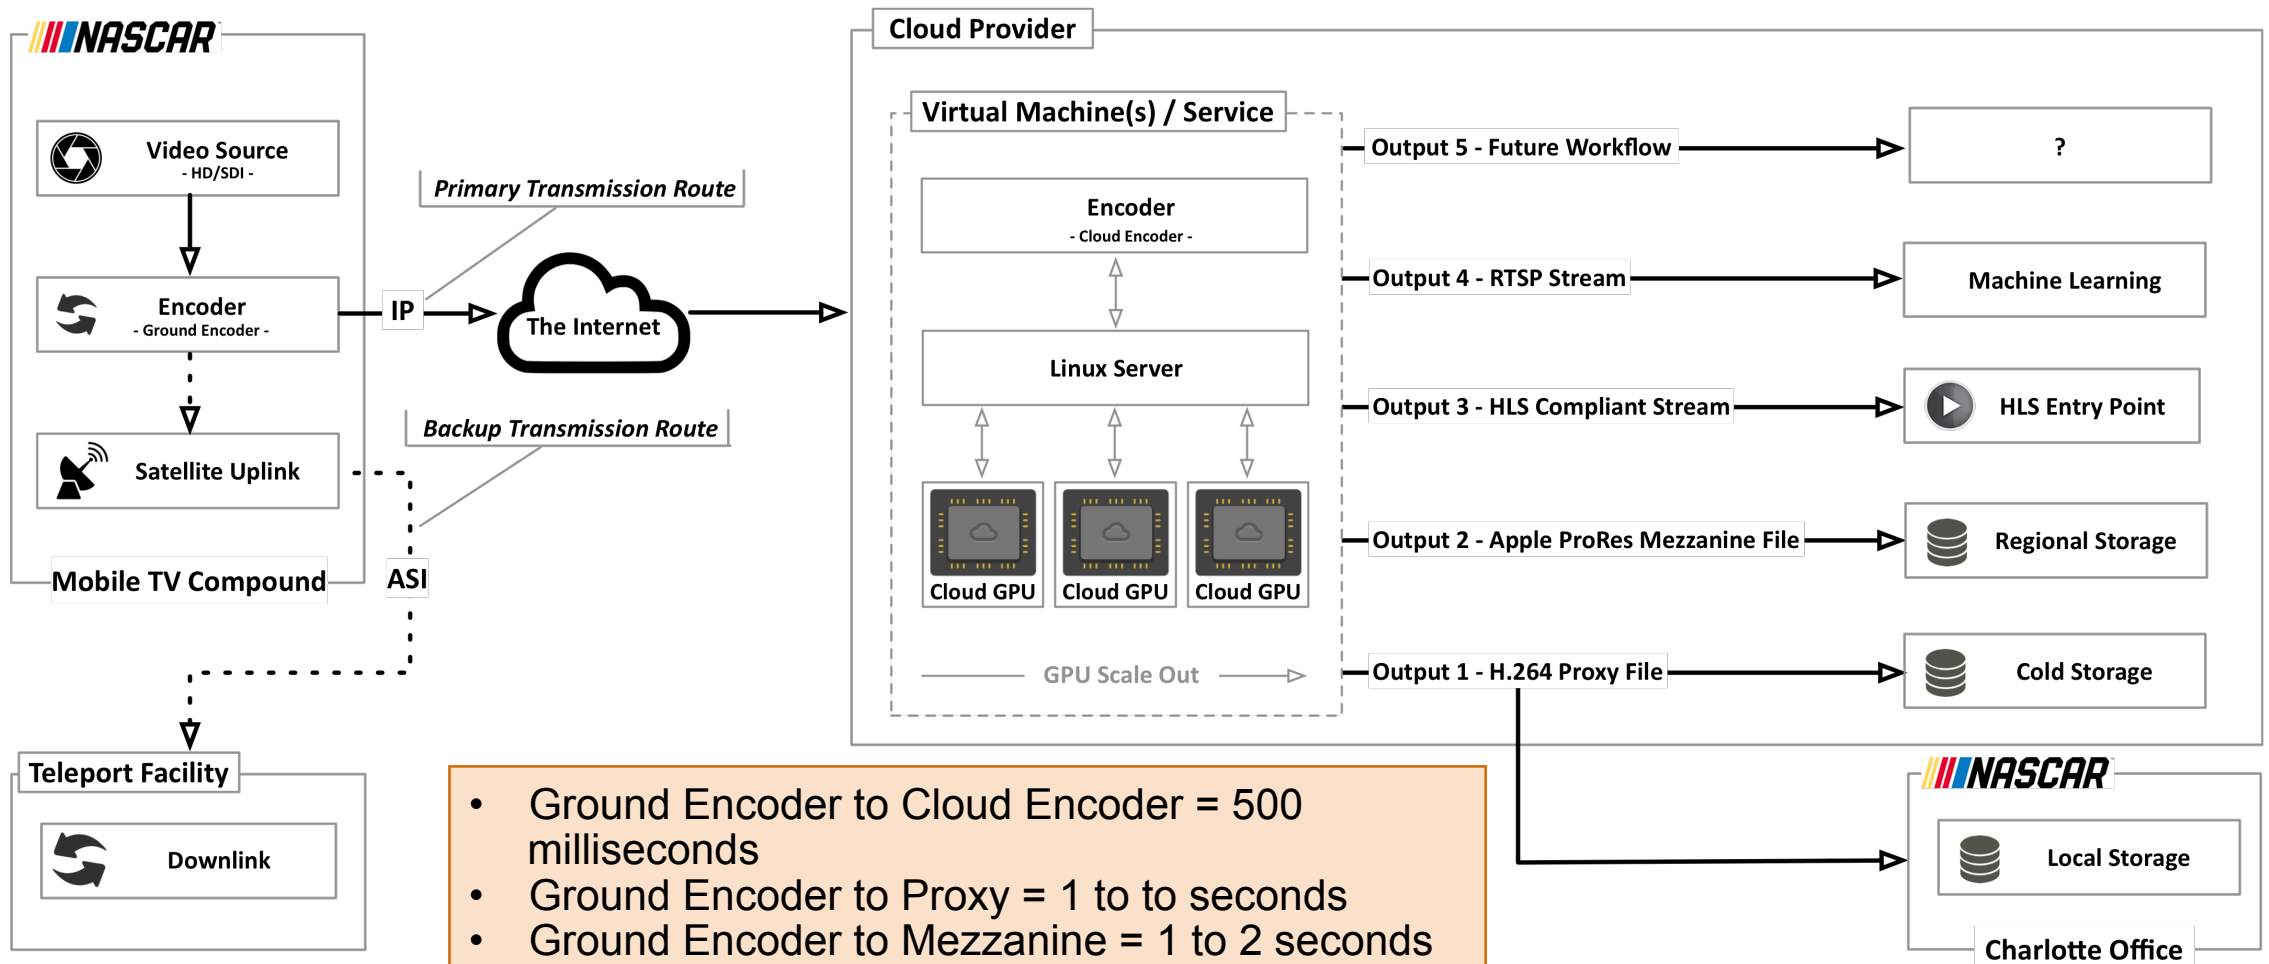 NASCAR
Video Source
- HD/SDI -
Encoder
- Ground Encoder -
Satellite Uplink
Mobile TV Compound
IP
Primary Transmission Route
The Internet
Backup Transmission Route
ASI
Teleport Facility
Downlink
Cloud Provider
Virtual Machine(s) / Service
Encoder
- Cloud Encoder -
Linux Server
Cloud GPU
Cloud GPU
Cloud GPU
GPU Scale Out
Output 5 - Future Workflow
?
Output 4 - RTSP Stream
Machine Learning
Output 3 - HLS Compliant Stream
HLS Entry Point
Output 2 - Apple ProRes Mezzanine File
Regional Storage
Output 1 - H.264 Proxy File
Cold Storage
NASCAR
Local Storage
Charlotte Office
• Ground Encoder to Cloud Encoder = 500
milliseconds
• Ground Encoder to Proxy = 1 to to seconds
• Ground Encoder to Mezzanine = 1 to 2 seconds